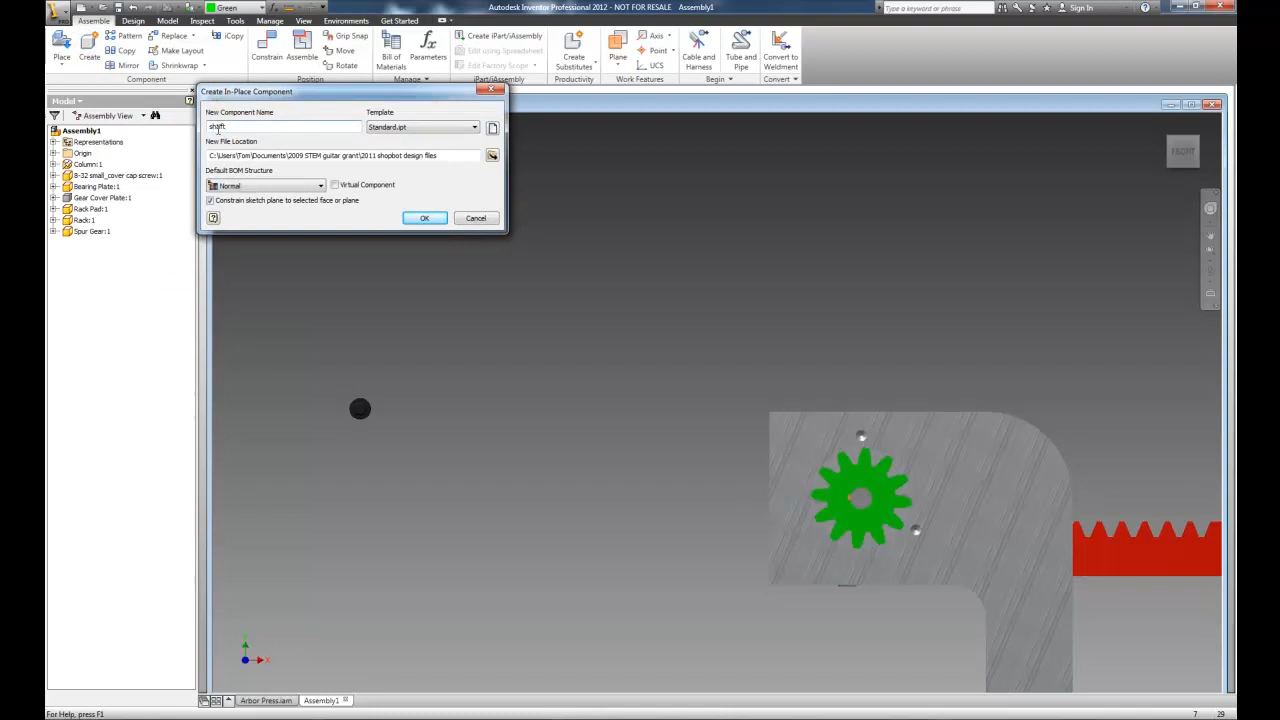 Green
Autodesk Inventor Professional 2012 - NOT FOR RESALE Assembly1
Type a keyword or phrase
Sign In
PRO
Assemble Design Model Inspect Tools Manage View Environments Get Started
Place
Create
Pattern
Copy
Mirror
Replace
Make Layout
Shrinkwrap
iCopy
Component
Constrain
Assemble
Grip Snap
Move
Rotate
Position
Bill of
Materials
Parameters
Manage
Create iPart/iAssembly
Edit using Spreadsheet
Edit Factory Scope
iPart/iAssembly
Create
Substitutes
Productivity
Plane
Axis
Point
UCS
Work Features
Cable and
Harness
Tube and
Pipe
Begin
Convert to
Weldment
Convert
Model
Assembly View
Assembly1
Representations
Origin
Column:1
8-32 small_cover cap screw:1
Bearing Plate:1
Gear Cover Plate:1
Rack Pad:1
Rack:1
Spur Gear:1
Create In-Place Component
New Component Name
Template
shaft
Standard.ipt
New File Location
C:\Users\Tom\Documents\2009 STEM guitar grant\2011 shopbot design files
Default BOM Structure
Normal
Virtual Component
Constrain sketch plane to selected face or plane
OK
Cancel
FRONT
X
Arbor Press.iam
Assembly1
For Help, press F1
7 29